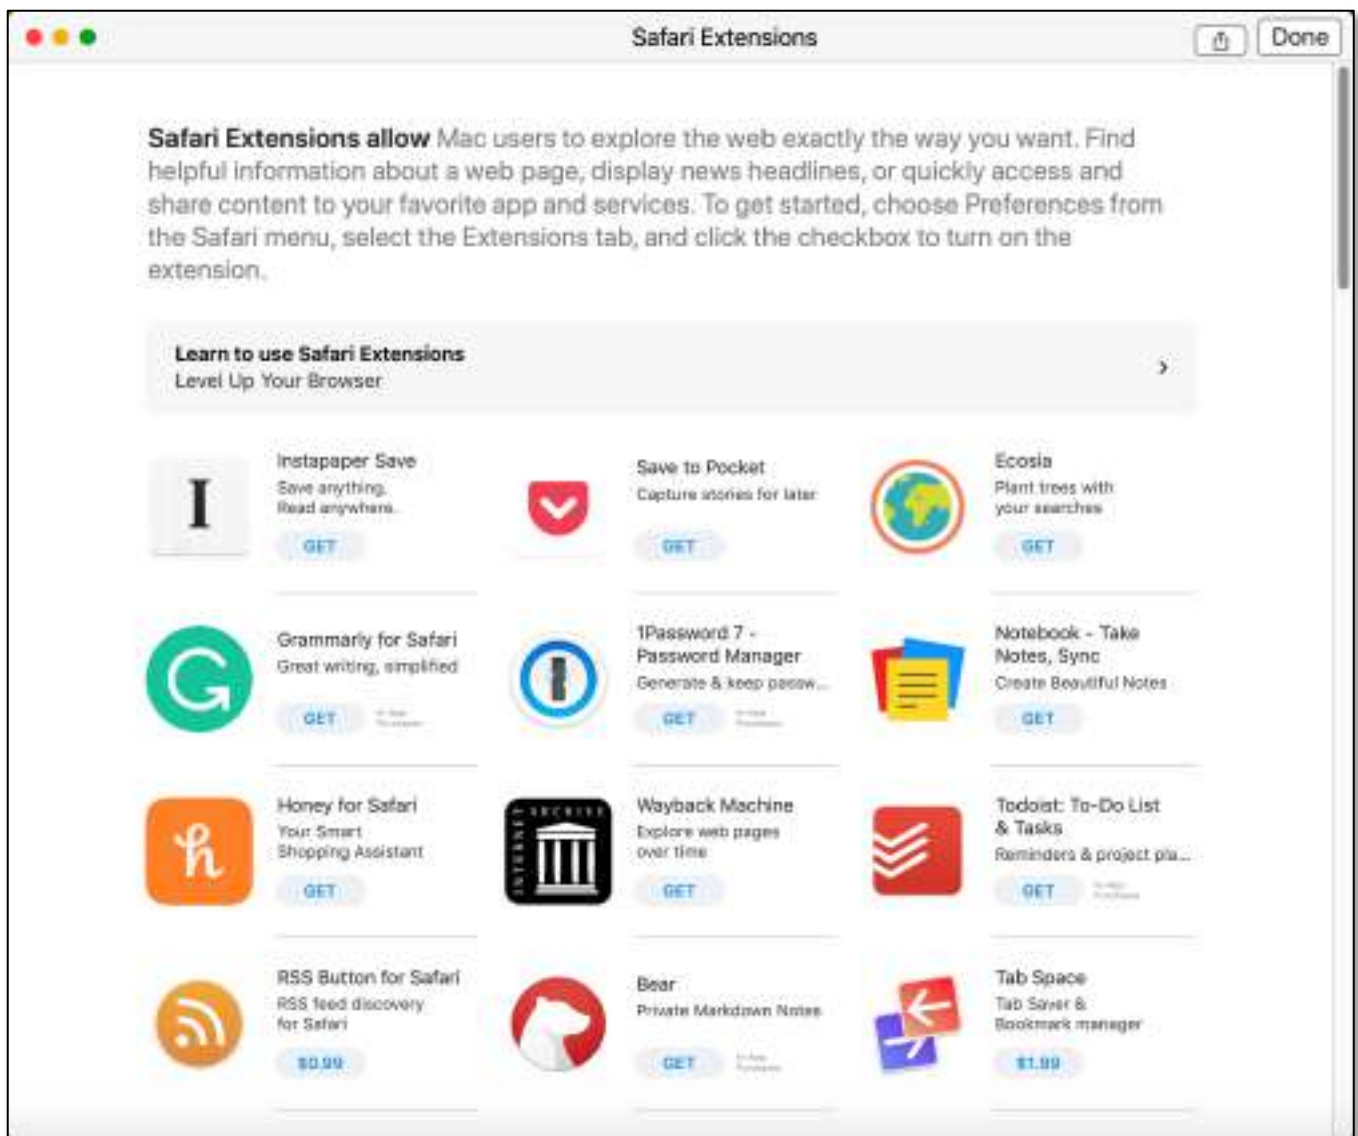 Safari Extensions
Done
Safari Extensions allow Mac users to explore the web exactly the way you want. Find
helpful information about a web page, display news headlines, or quickly access and
share content to your favorite app and services. To get started, choose Preferences from
the Safari menu, select the Extensions tab, and click the checkbox to turn on the
extension.
Learn to use Safari Extensions
Level Up Your Browser
I
Instapaper Save
Save anything.
Read anywhere.
GET
Save to Pocket
Capture stories for later
GET
Ecosia
Plant trees with
your searches
GET
Grammarly for Safari
Great writing, simplified
GET
1Password 7 -
Password Manager
Generate & keep passw...
GET
Notebook - Take
Notes, Sync
Create Beautiful Notes
GET
h
Honey for Safari
Your Smart
Shopping Assistant
GET
INTERNET ARCHIVE
Wayback Machine
Explore web pages
over time
GET
Todoist: To-Do List
& Tasks
Reminders & project pla...
GET
RSS Button for Safari
RSS feed discovery
for Safari
$0.99
Bear
Private Markdown Notes
GET
Tab Space
Tab Saver &
Bookmark manager
$1.99